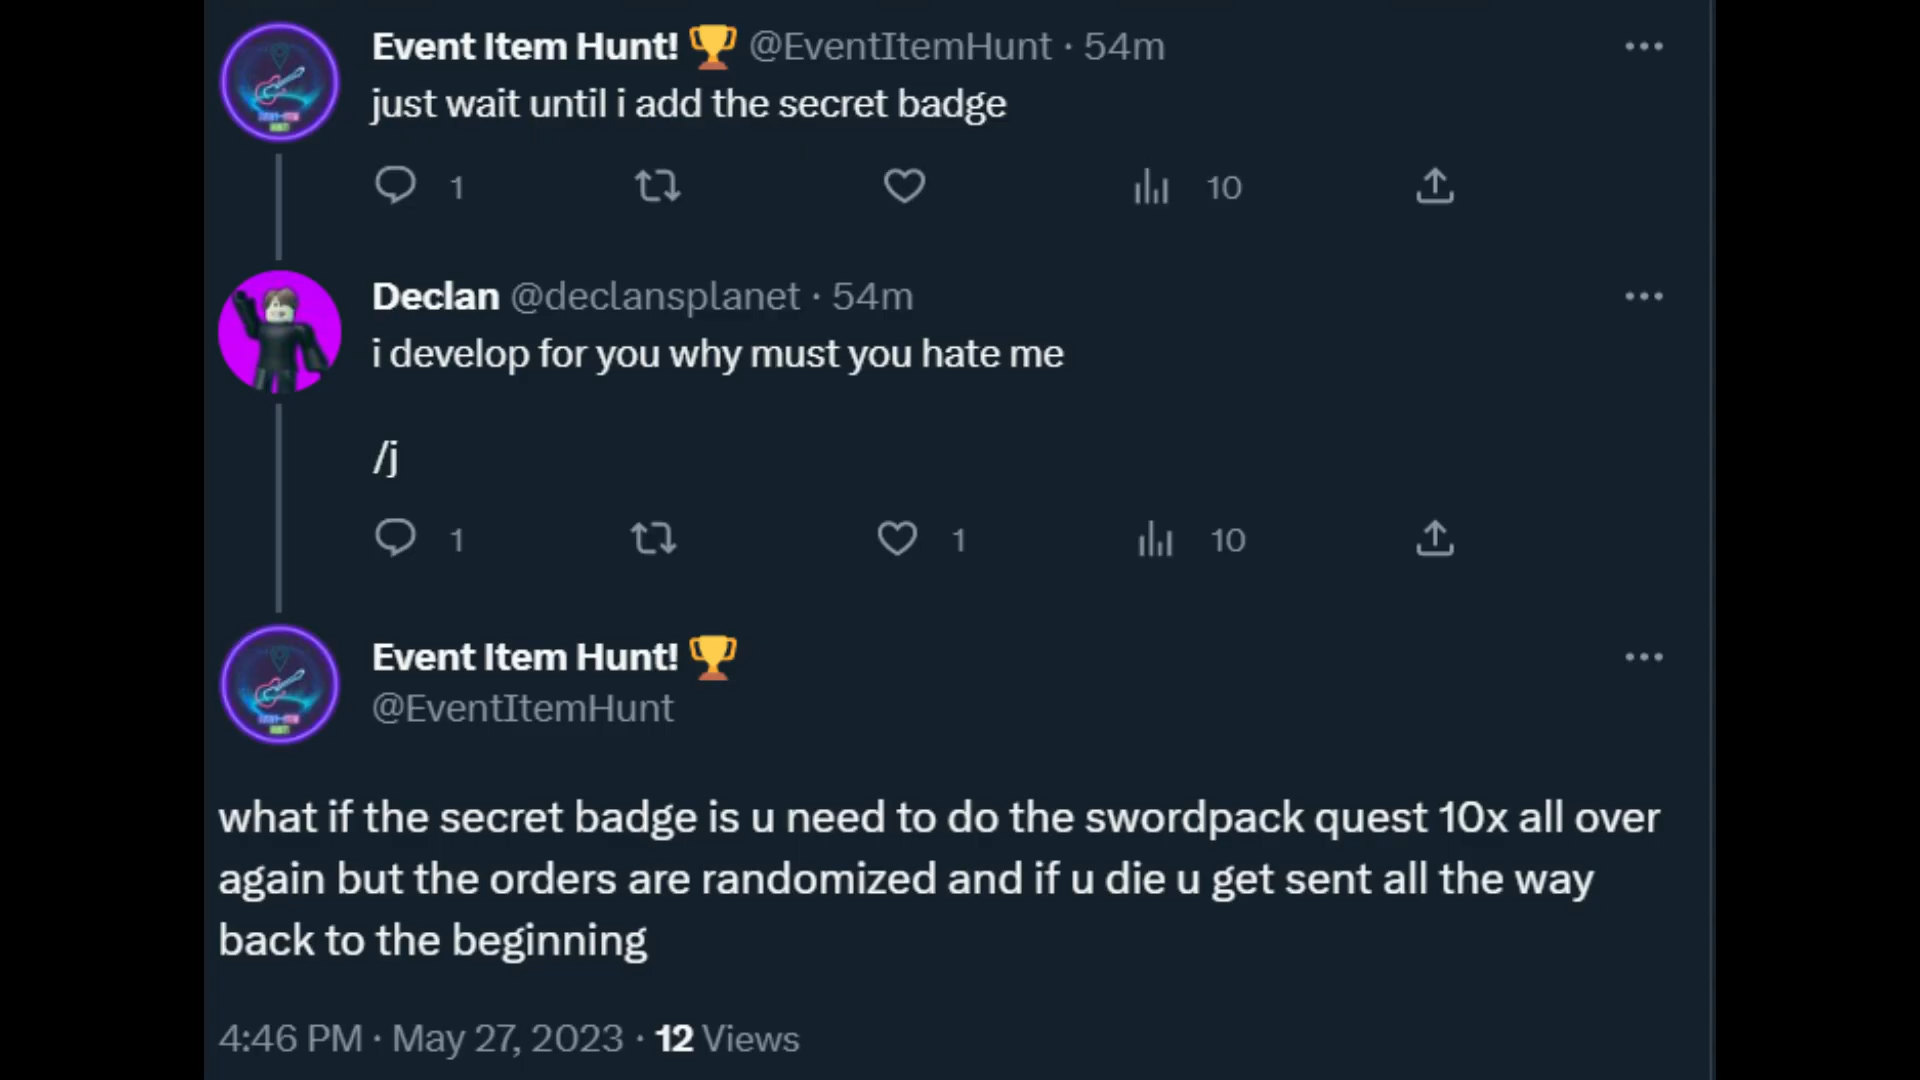 Event Item Hunt! 🏆 @EventItemHunt · 54m
just wait until i add the secret badge
1 10
Declan @declansplanet · 54m
i develop for you why must you hate me
/j
1 1 10
Event Item Hunt! 🏆
@EventItemHunt
what if the secret badge is u need to do the swordpack quest 10x all over
again but the orders are randomized and if u die u get sent all the way
back to the beginning
4:46 PM · May 27, 2023 · 12 Views